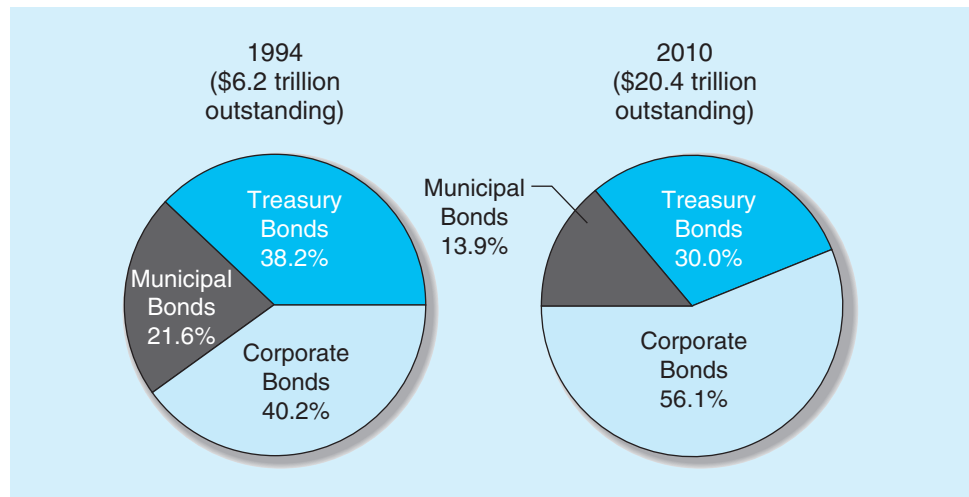 1994
($6.2 trillion
outstanding)
Treasury
Bonds
38.2%
Municipal
Bonds
21.6%
Corporate
Bonds
40.2%
2010
($20.4 trillion
outstanding)
Municipal
Bonds
13.9%
Treasury
Bonds
30.0%
Corporate
Bonds
56.1%